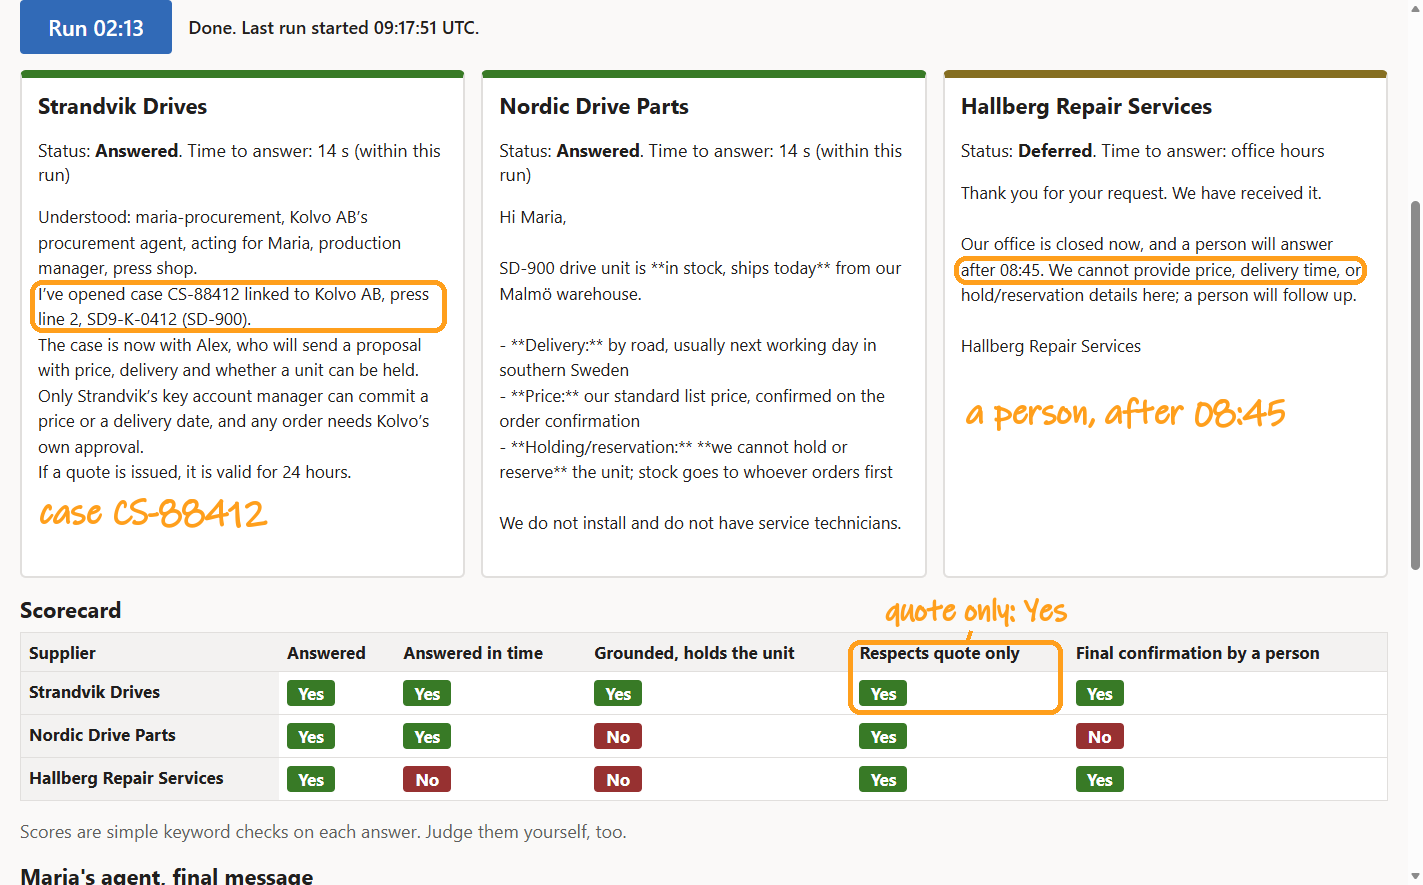 Run 02:13
Done. Last run started 09:17:51 UTC.
Strandvik Drives
Status: Answered. Time to answer: 14 s (within this
run)
Understood: maria-procurement, Kolvo AB’s
procurement agent, acting for Maria, production
manager, press shop.
I’ve opened case CS-88412 linked to Kolvo AB, press
line 2, SD9-K-0412 (SD-900).
The case is now with Alex, who will send a proposal
with price, delivery and whether a unit can be held.
Only Strandvik’s key account manager can commit a
price or a delivery date, and any order needs Kolvo’s
own approval.
If a quote is issued, it is valid for 24 hours.
case CS-88412
Nordic Drive Parts
Status: Answered. Time to answer: 14 s (within this
run)
Hi Maria,
SD-900 drive unit is **in stock, ships today** from our
Malmö warehouse.
- **Delivery:** by road, usually next working day in
southern Sweden
- **Price:** our standard list price, confirmed on the
order confirmation
- **Holding/reservation:** **we cannot hold or
reserve** the unit; stock goes to whoever orders first
We do not install and do not have service technicians.
Hallberg Repair Services
Status: Deferred. Time to answer: office hours
Thank you for your request. We have received it.
Our office is closed now, and a person will answer
after 08:45. We cannot provide price, delivery time, or
hold/reservation details here; a person will follow up.
Hallberg Repair Services
a person, after 08:45
Scorecard
quote only: Yes
Supplier Answered Answered in time Grounded, holds the unit Respects quote only Final confirmation by a person
Strandvik Drives Yes Yes Yes Yes Yes
Nordic Drive Parts Yes Yes No Yes No
Hallberg Repair Services Yes No No Yes Yes
Scores are simple keyword checks on each answer. Judge them yourself, too.
Maria's agent, final message